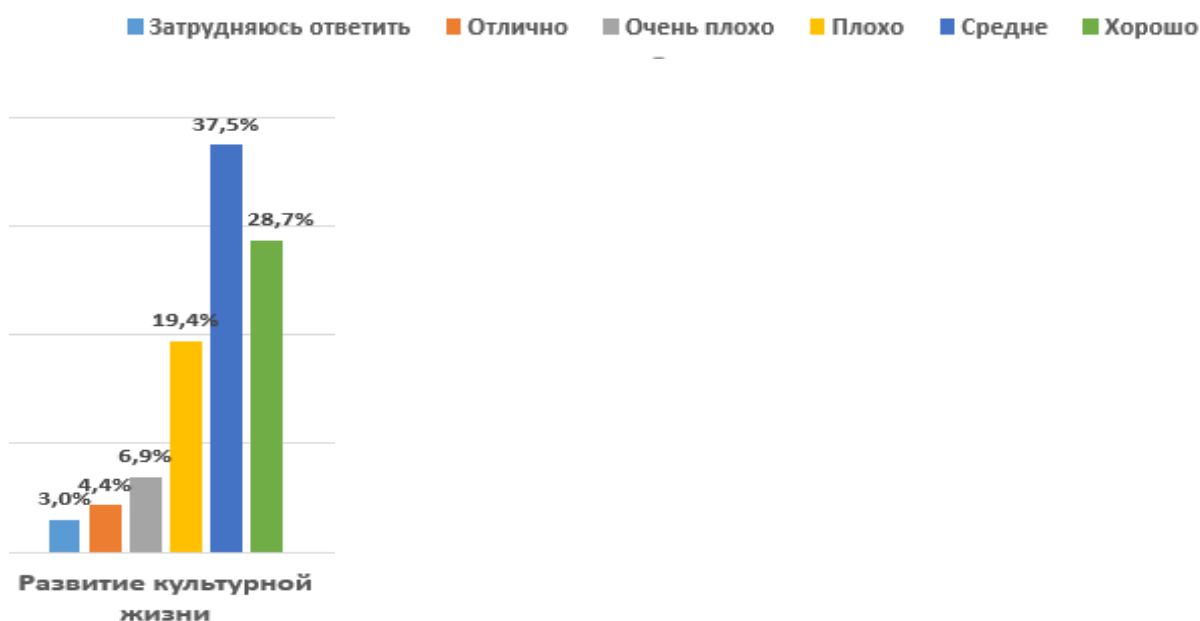 Затрудняюсь ответить Отлично Очень плохо Плохо Средне Хорошо
37,5%
28,7%
19,4%
6,9%
4,4%
3,0%
Развитие культурной
жизни